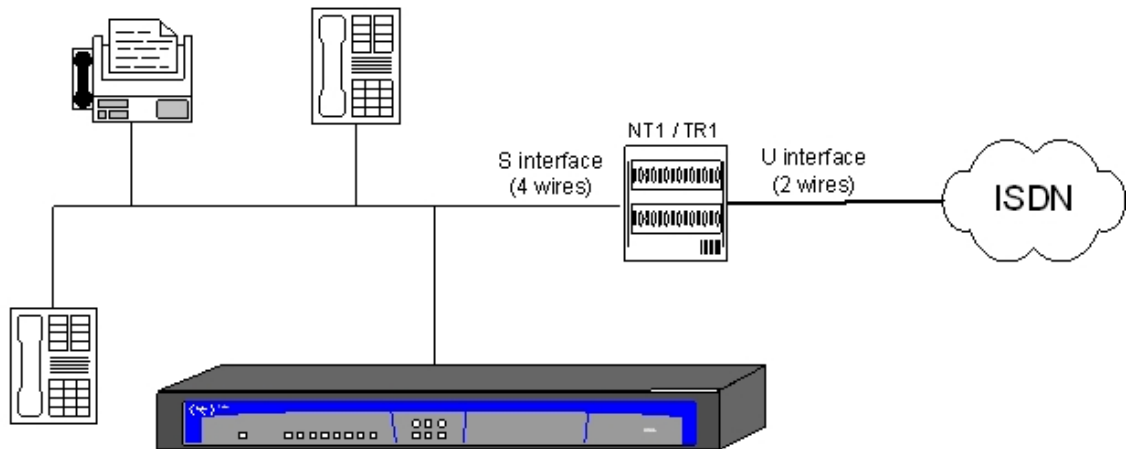 NT1 / TR1
S interface
(4 wires)
U interface
(2 wires)
ISDN